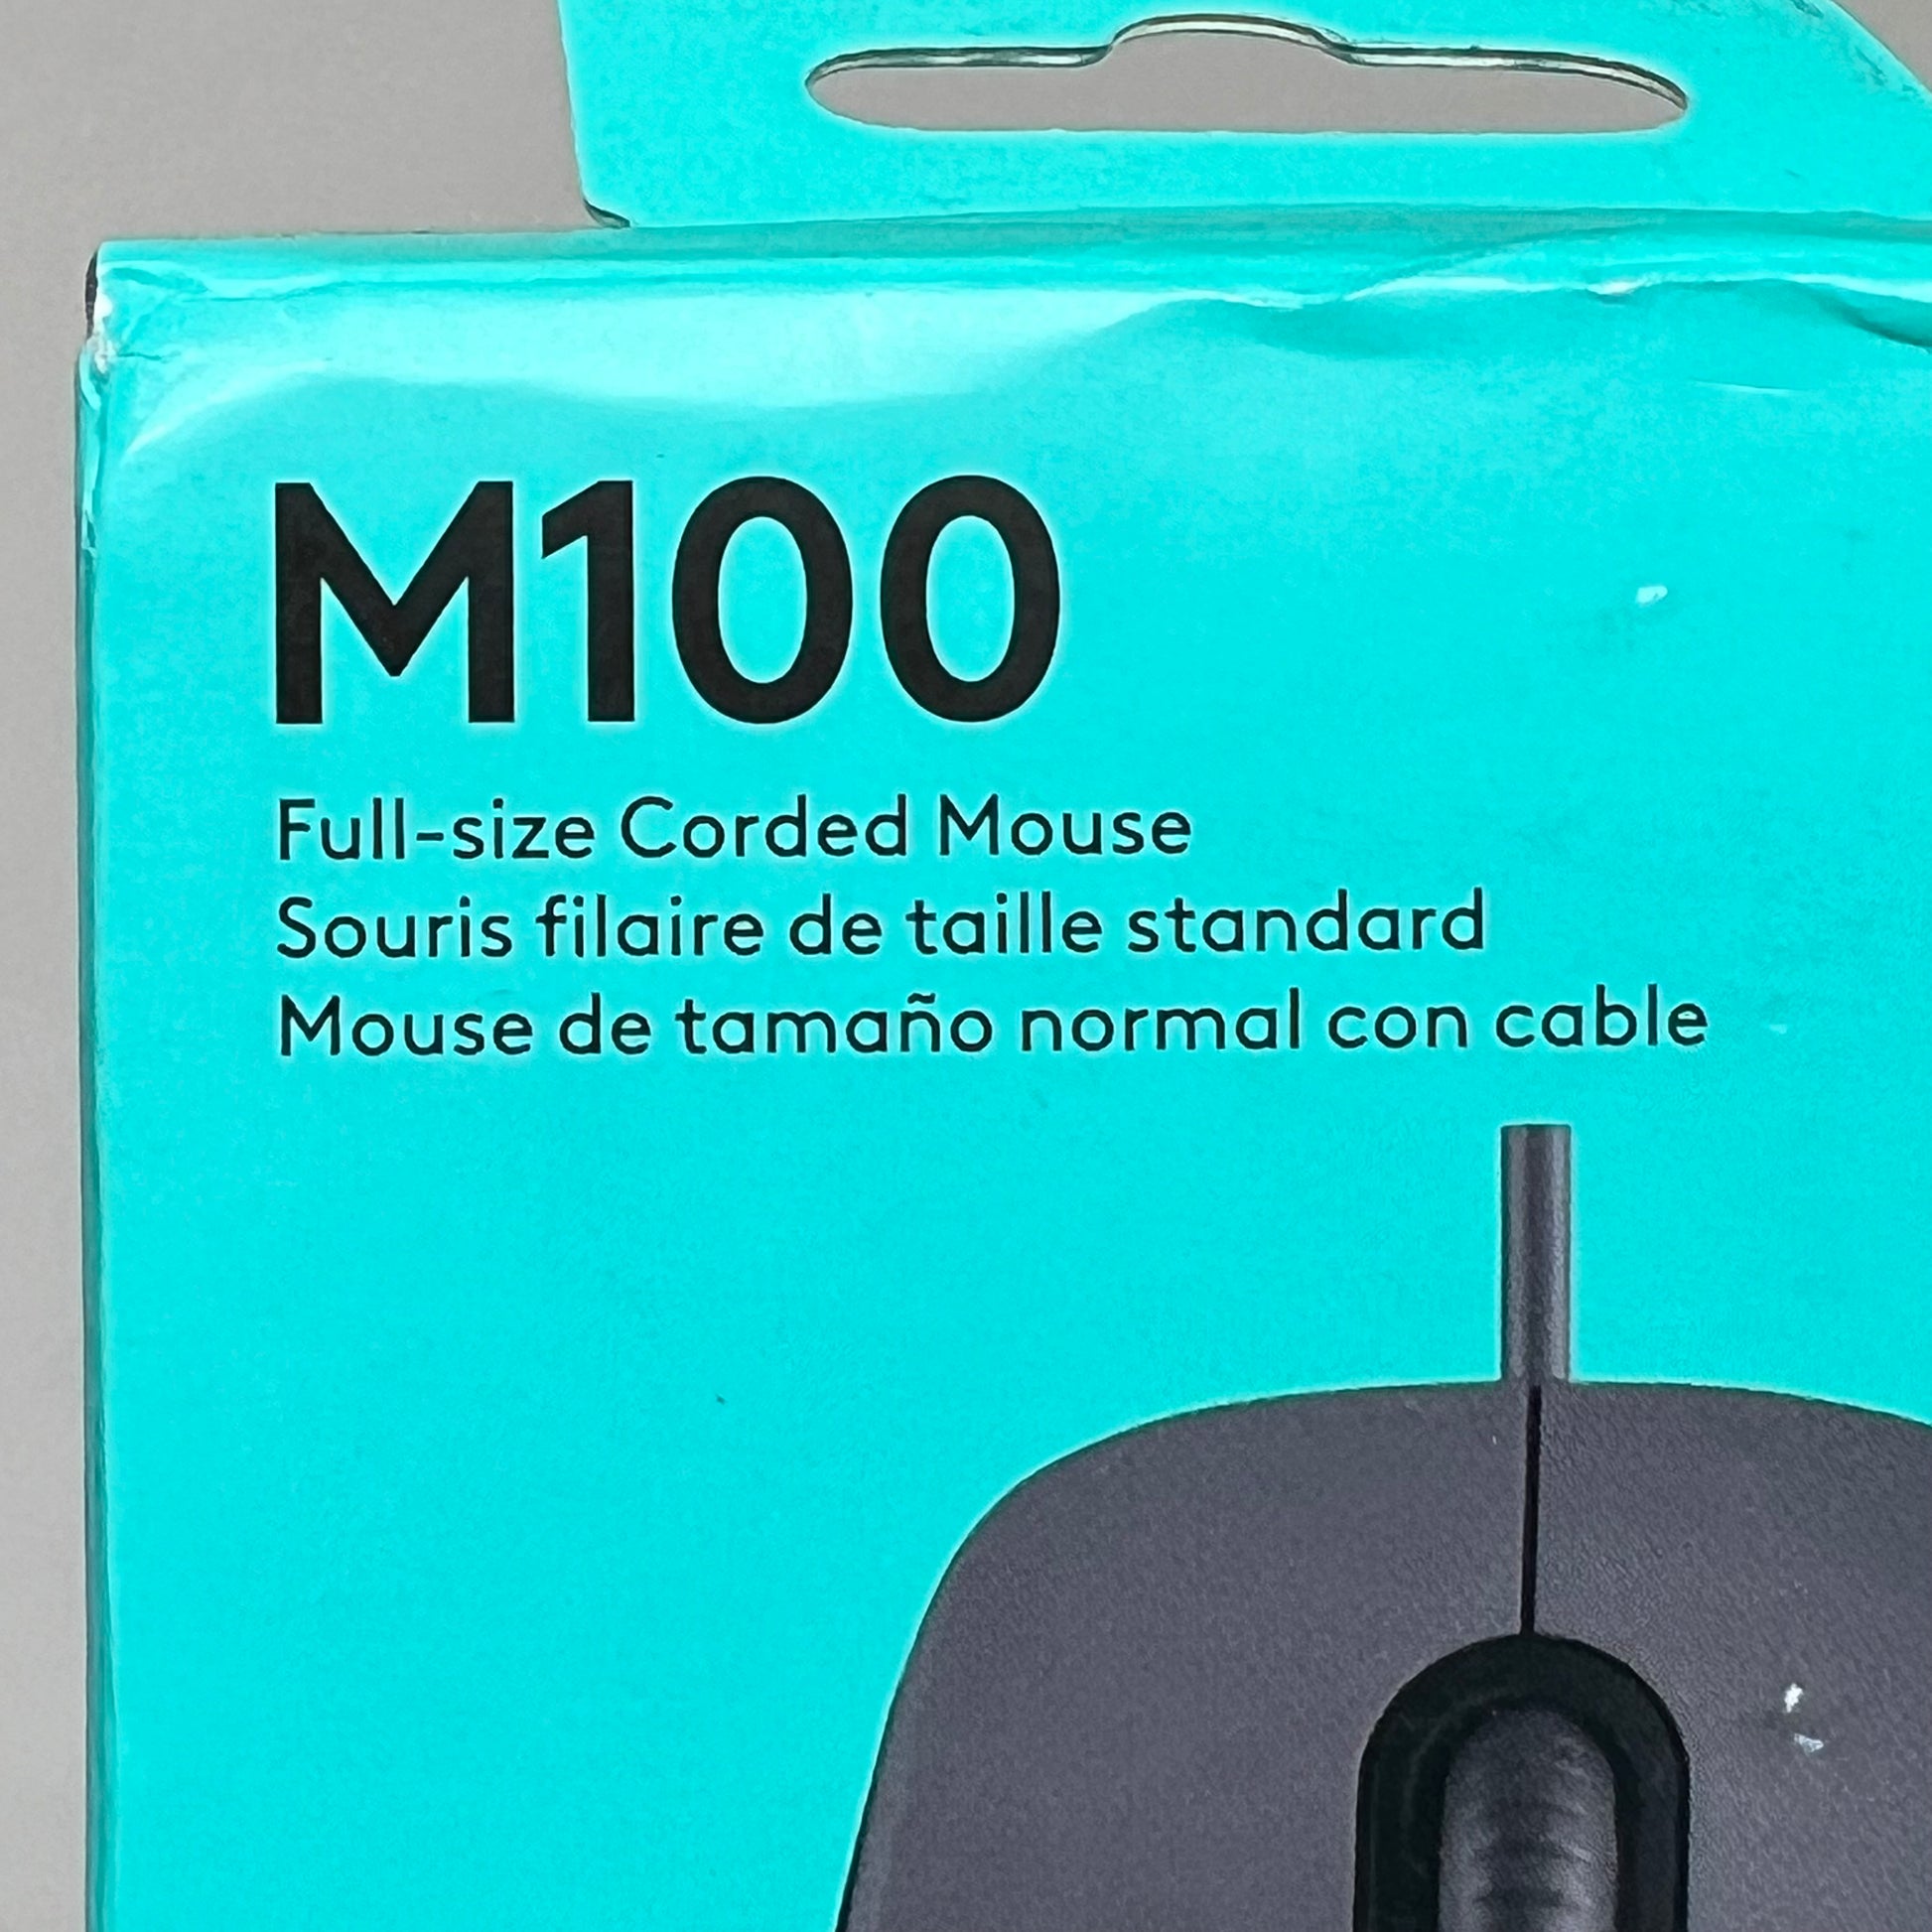 M100
Full-size Corded Mouse
Souris filaire de taille standard
Mouse de tamaño normal con cable